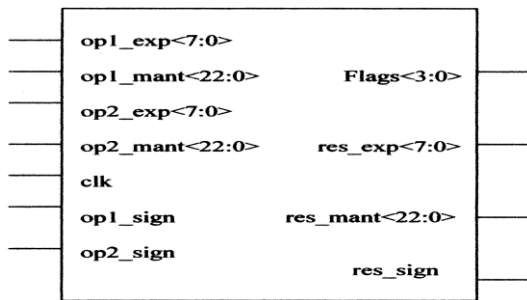 op1_exp<7:0>
op1_mant<22:0>
Flags<3:0>
op2_exp<7:0>
op2_mant<22:0>
res_exp<7:0>
clk
op1_sign
res_mant<22:0>
op2_sign
res_sign